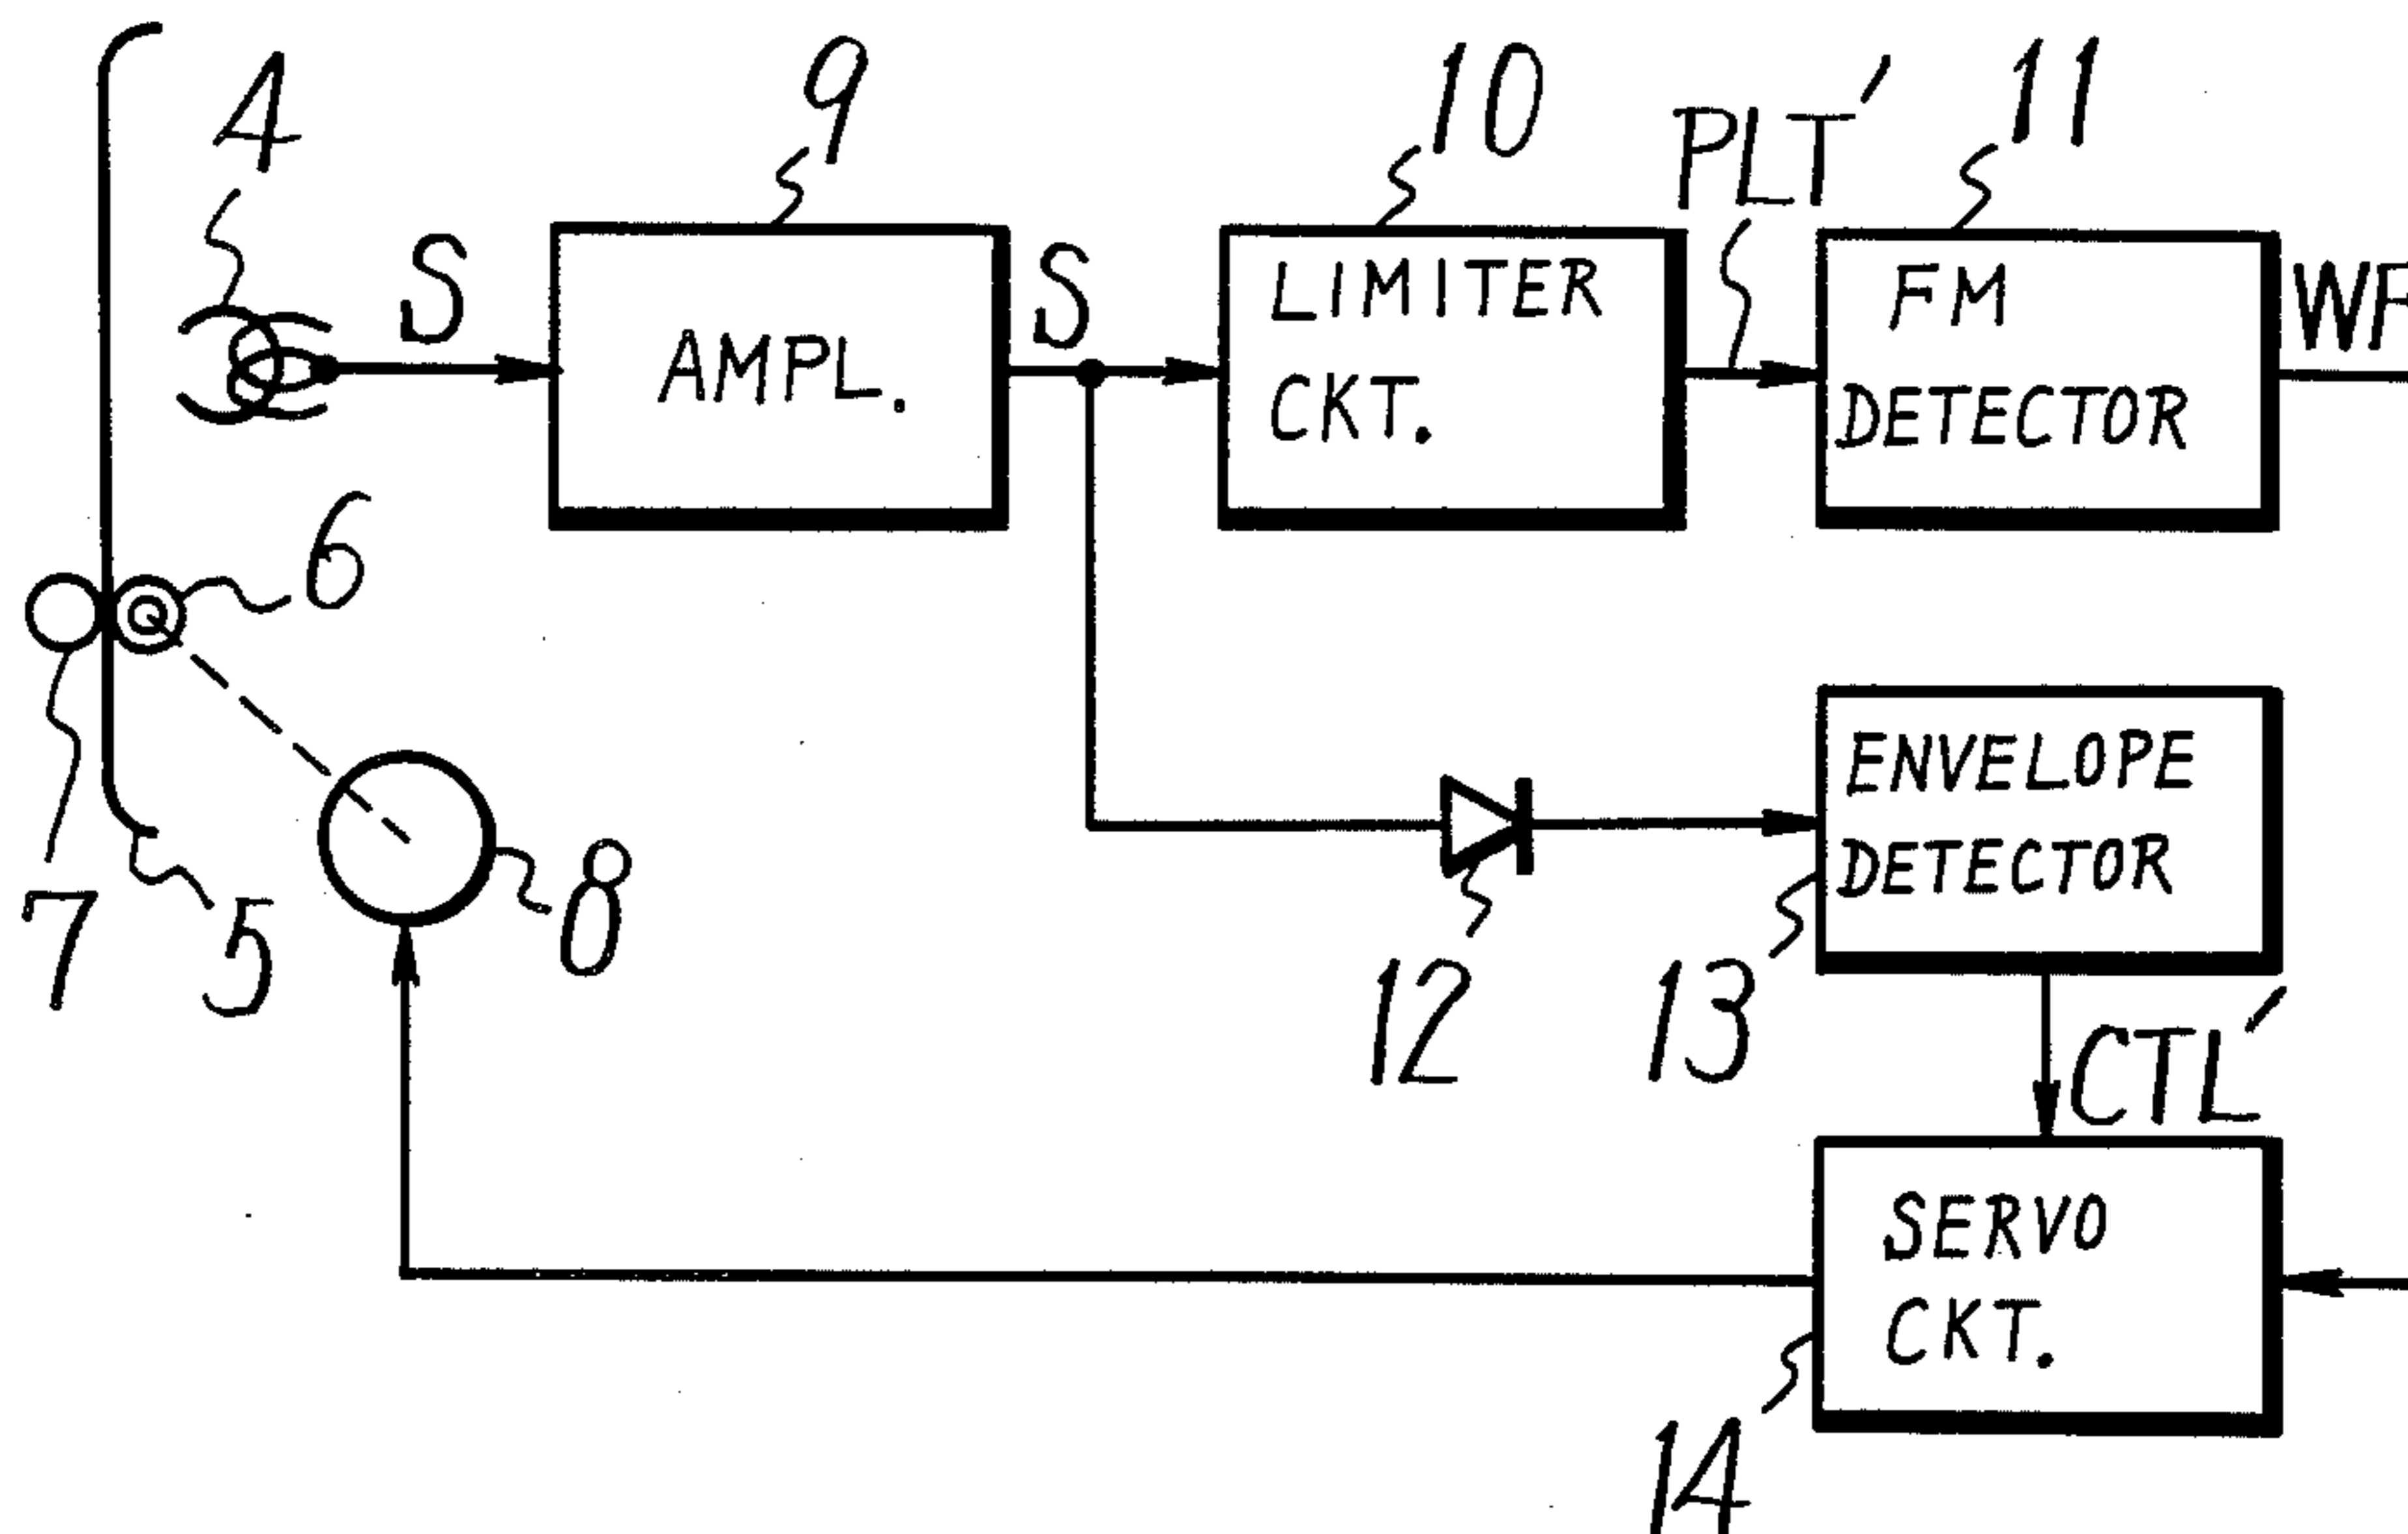 4
9
10
PLT'
11
S
AMPL.
S
LIMITER
CKT.
FM
DETECTOR
6
ENVELOPE
DETECTOR
7
5
8
12
13
CTL'
SERVO
CKT.
14